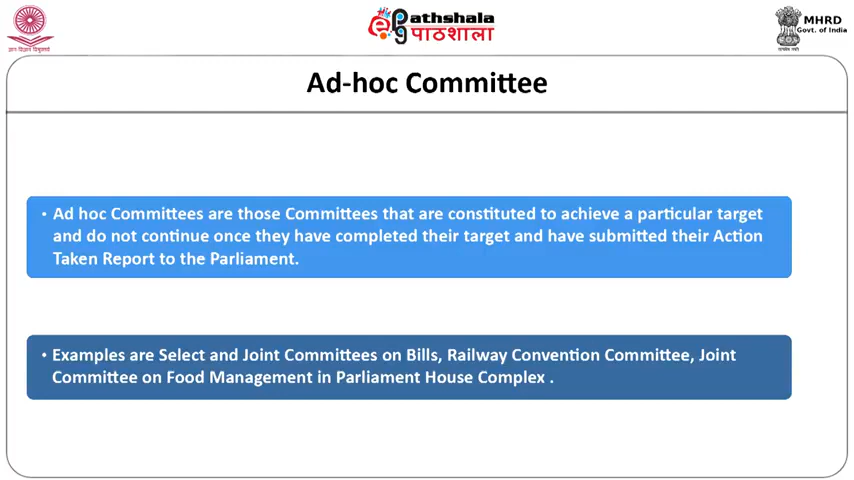 Pathshala
पाठशाला
MHRD
Govt. of India
Ad-hoc Committee
• Ad hoc Committees are those Committees that are constituted to achieve a particular target
and do not continue once they have completed their target and have submitted their Action
Taken Report to the Parliament.
• Examples are Select and Joint Committees on Bills, Railway Convention Committee, Joint
Committee on Food Management in Parliament House Complex .